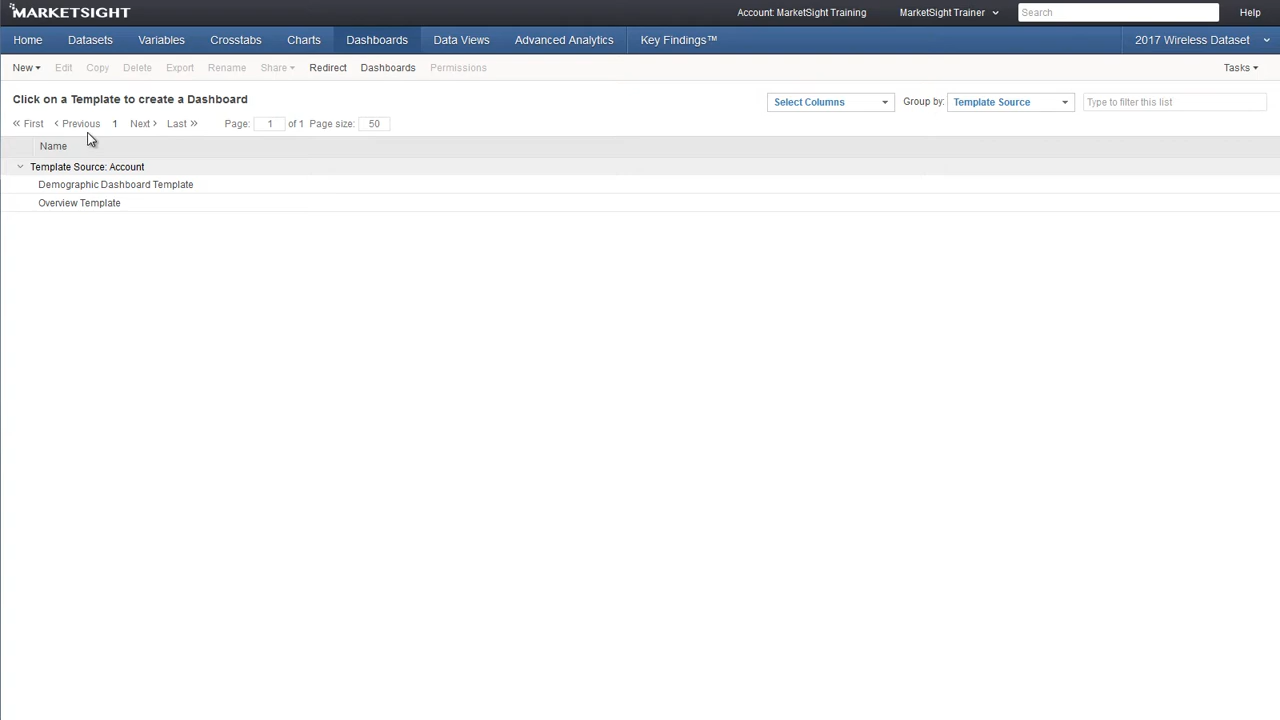 MARKETSIGHT Account: MarketSight Training MarketSight Trainer Search Help
Home Datasets Variables Crosstabs Charts Dashboards Data Views Advanced Analytics Key Findings™ 2017 Wireless Dataset
New Edit Copy Delete Export Rename Share Redirect Dashboards Permissions Tasks
Click on a Template to create a Dashboard Select Columns Group by: Template Source Type to filter this list
« First ‹ Previous 1 Next › Last » Page: 1 of 1 Page size: 50
Name
Template Source: Account
Demographic Dashboard Template
Overview Template